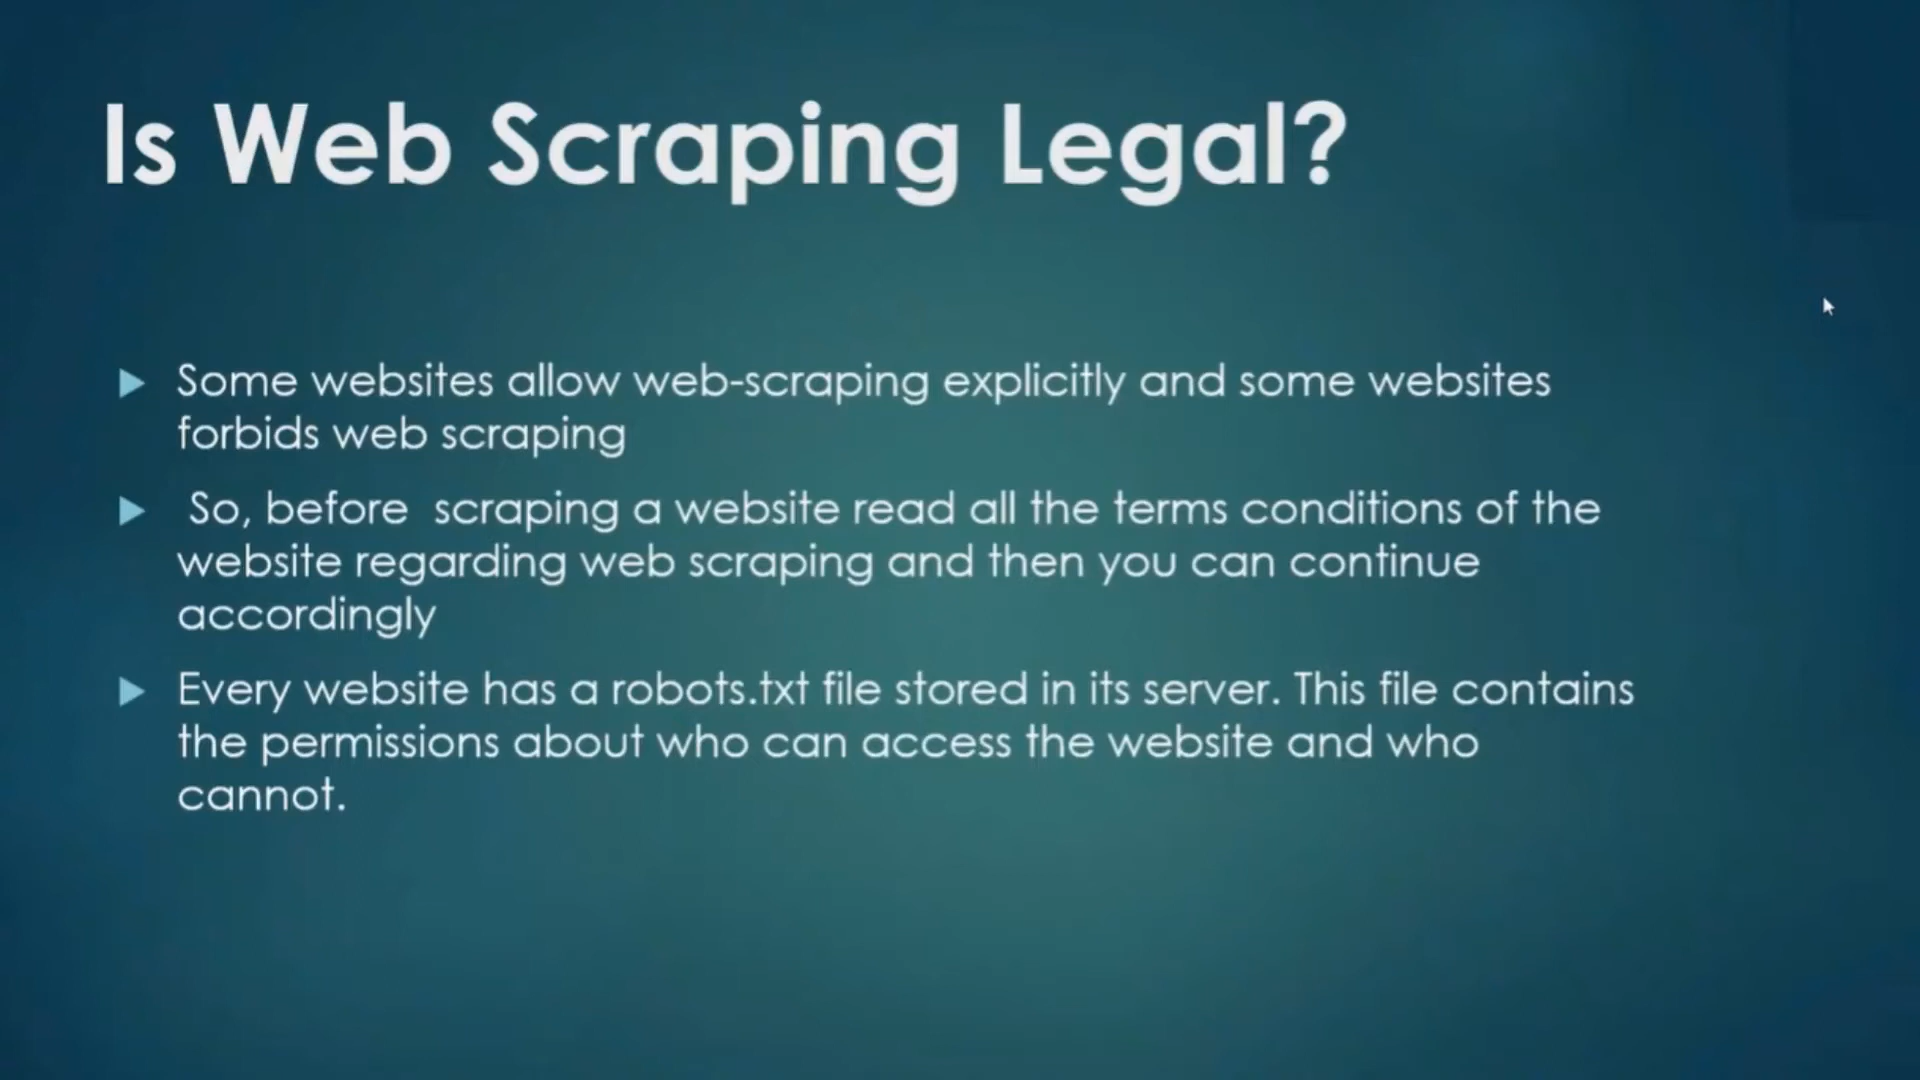 Is Web Scraping Legal?
Some websites allow web-scraping explicitly and some websites
forbids web scraping
So, before scraping a website read all the terms conditions of the
website regarding web scraping and then you can continue
accordingly
Every website has a robots.txt file stored in its server. This file contains
the permissions about who can access the website and who
cannot.